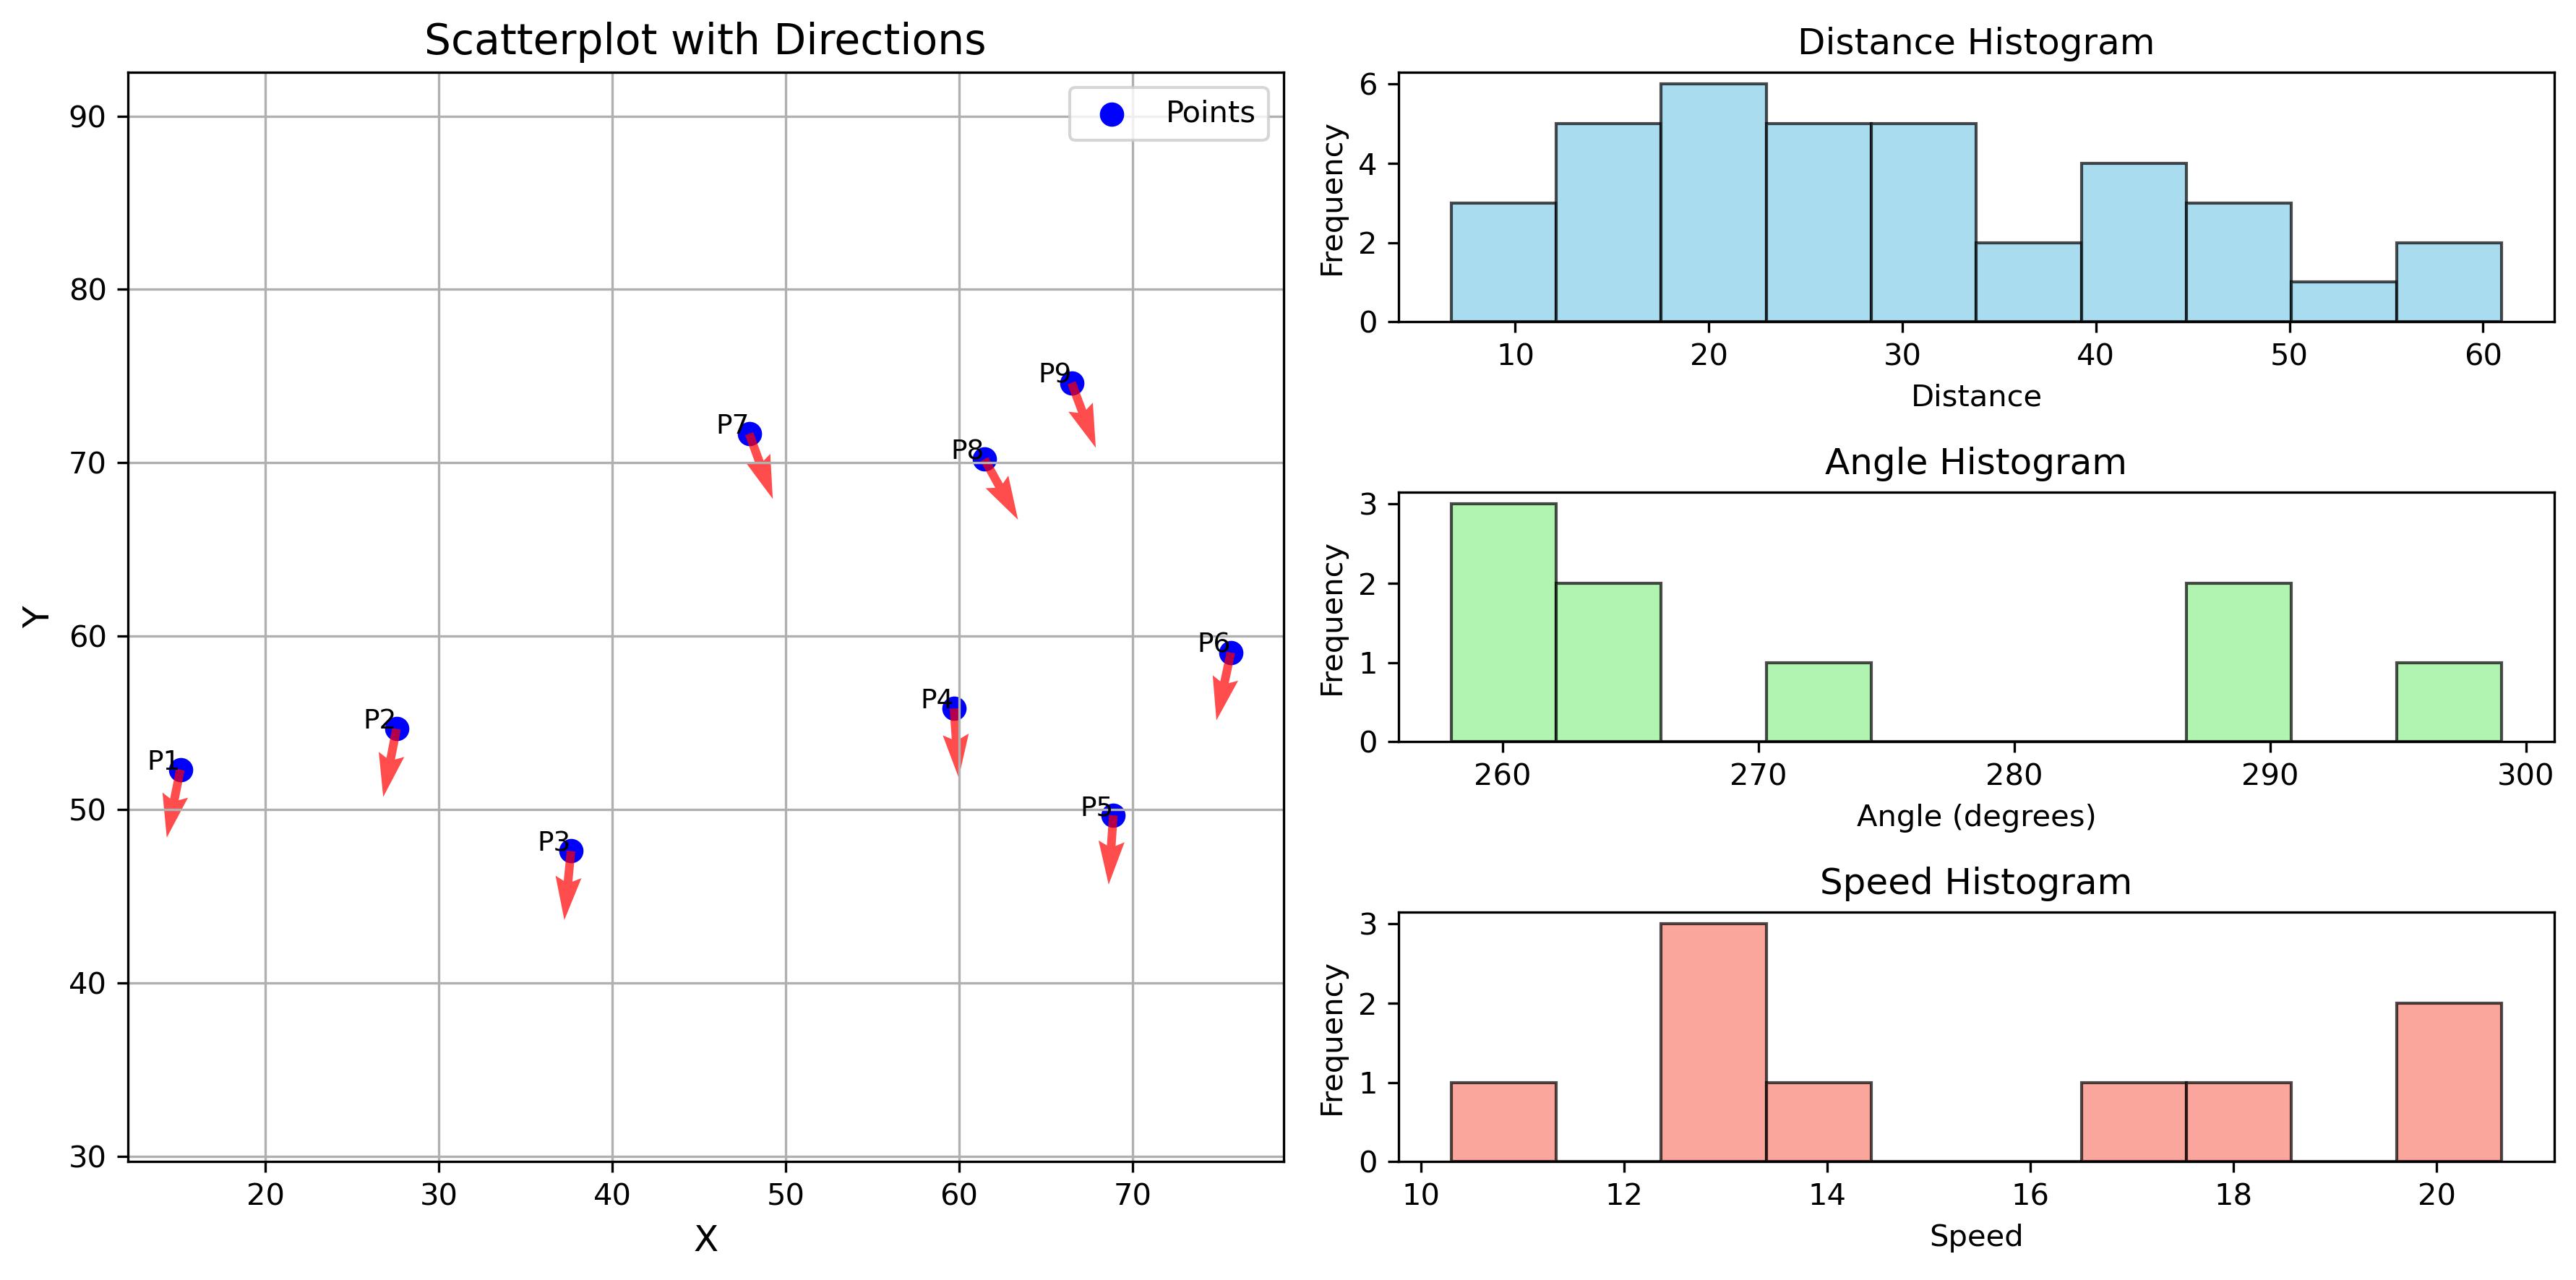 Scatterplot with Directions
Points
90
80
70
60
50
40
30
Y
P9
P7
P8
P6
P4
P2
P1
P5
P3
20
30
40
50
60
70
X
Distance Histogram
6
4
2
0
Frequency
10
20
30
40
50
60
Distance
Angle Histogram
3
2
1
0
Frequency
260
270
280
290
300
Angle (degrees)
Speed Histogram
3
2
1
0
Frequency
10
12
14
16
18
20
Speed